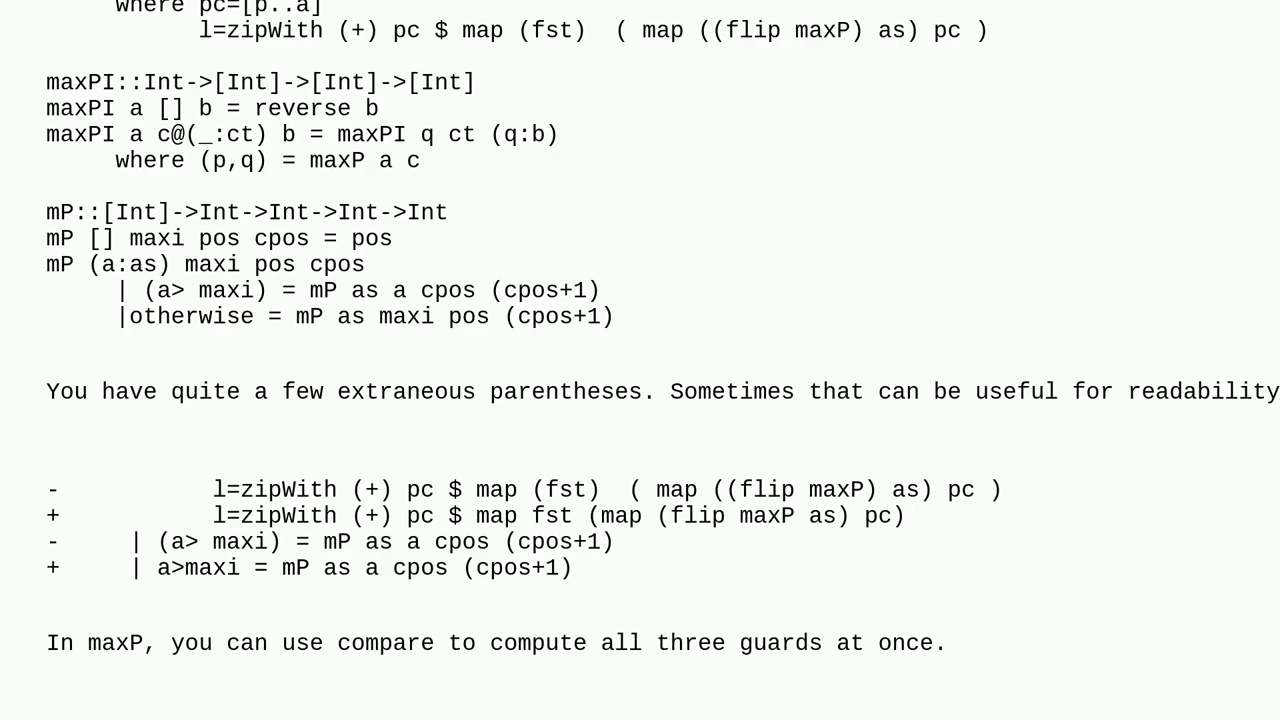 where pc=[p..a]
l=zipWith (+) pc $ map (fst)  ( map ((flip maxP) as) pc )
maxPI::Int->[Int]->[Int]->[Int]
maxPI a [] b = reverse b
maxPI a c@(_:ct) b = maxPI q ct (q:b)
where (p,q) = maxP a c
mP::[Int]->Int->Int->Int->Int
mP [] maxi pos cpos = pos
mP (a:as) maxi pos cpos
| (a> maxi) = mP as a cpos (cpos+1)
|otherwise = mP as maxi pos (cpos+1)
You have quite a few extraneous parentheses. Sometimes that can be useful for readability
-           l=zipWith (+) pc $ map (fst)  ( map ((flip maxP) as) pc )
+           l=zipWith (+) pc $ map fst (map (flip maxP as) pc)
-     | (a> maxi) = mP as a cpos (cpos+1)
+     | a>maxi = mP as a cpos (cpos+1)
In maxP, you can use compare to compute all three guards at once.